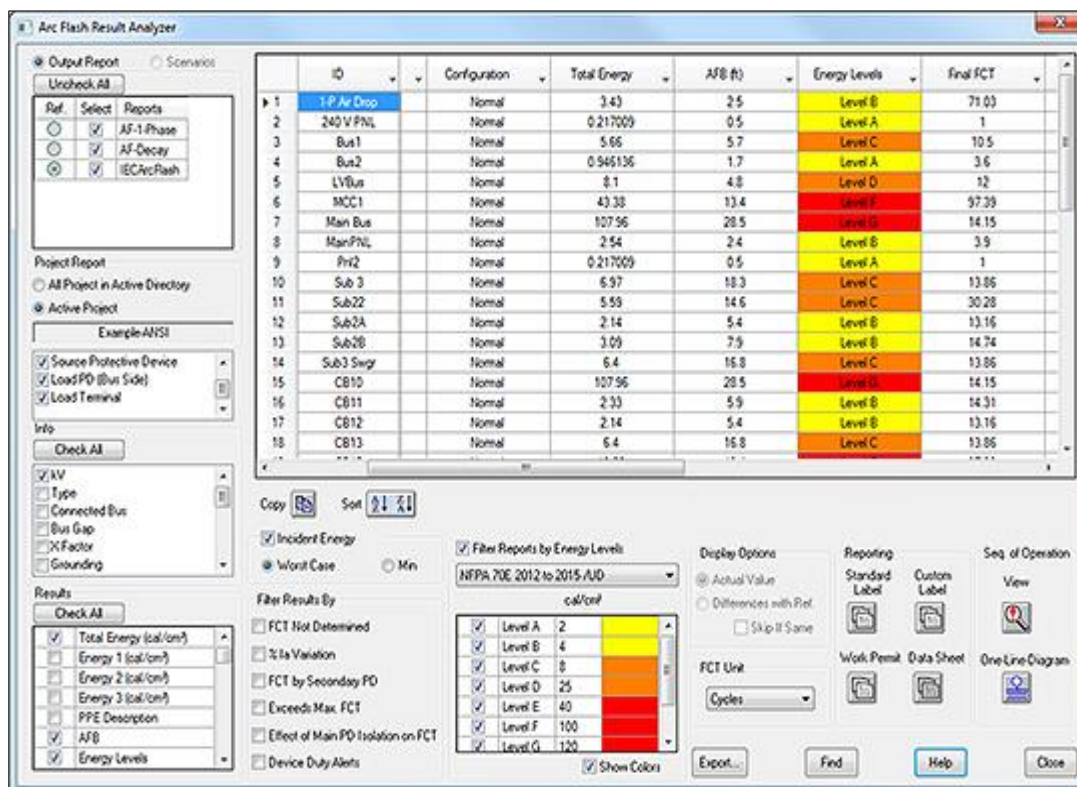 Arc Flash Result Analyzer
Output Report Scenarios
Uncheck All
Ref. Select Reports
AF-1-Phase
AF-Decay
IECArcFlash
Project Report
All Project in Active Directory
Active Project
Example-ANSI
Source Protective Device
Load PD (Bus Side)
Load Terminal
Info
Check All
kV
Type
Connected Bus
Bus Gap
X Factor
Grounding
Results
Check All
Total Energy (cal/cm²)
Energy 1 (cal/cm²)
Energy 2 (cal/cm²)
Energy 3 (cal/cm²)
PPE Description
AFB
Energy Levels
ID Configuration Total Energy AFB (ft) Energy Levels Final FCT
1 1-P Air Drop Normal 3.43 2.5 Level B 71.03
2 240 V PNL Normal 0.217009 0.5 Level A 1
3 Bus1 Normal 5.66 5.7 Level C 10.5
4 Bus2 Normal 0.946136 1.7 Level A 3.6
5 LVBus Normal 8.1 4.8 Level D 12
6 MCC1 Normal 43.38 13.4 Level F 97.39
7 Main Bus Normal 107.96 28.5 Level G 14.15
8 MainPNL Normal 2.54 2.4 Level B 3.9
9 Pri2 Normal 0.217009 0.5 Level A 1
10 Sub 3 Normal 6.97 18.3 Level C 13.86
11 Sub22 Normal 5.59 14.6 Level C 30.28
12 Sub2A Normal 2.14 5.4 Level B 13.16
13 Sub2B Normal 3.09 7.9 Level B 14.74
14 Sub3 Swgr Normal 6.4 16.8 Level C 13.86
15 CB10 Normal 107.96 28.5 Level G 14.15
16 CB11 Normal 2.33 5.9 Level B 14.31
17 CB12 Normal 2.14 5.4 Level B 13.16
18 CB13 Normal 6.4 16.8 Level C 13.86
Copy Sort
Incident Energy
Worst Case Min
Filter Results By
FCT Not Determined
% Ia Variation
FCT by Secondary PD
Exceeds Max. FCT
Effect of Main PD Isolation on FCT
Device Duty Alerts
Filter Reports by Energy Levels
NFPA 70E 2012 to 2015 /UD
cal/cm²
Level A 2
Level B 4
Level C 8
Level D 25
Level E 40
Level F 100
Level G 120
Show Colors
Display Options
Actual Value
Differences with Ref.
Skip If Same
FCT Unit
Cycles
Reporting
Standard Label
Custom Label
Work Permit Data Sheet
Seq. of Operation
View
One-Line Diagram
Export... Find Help Close